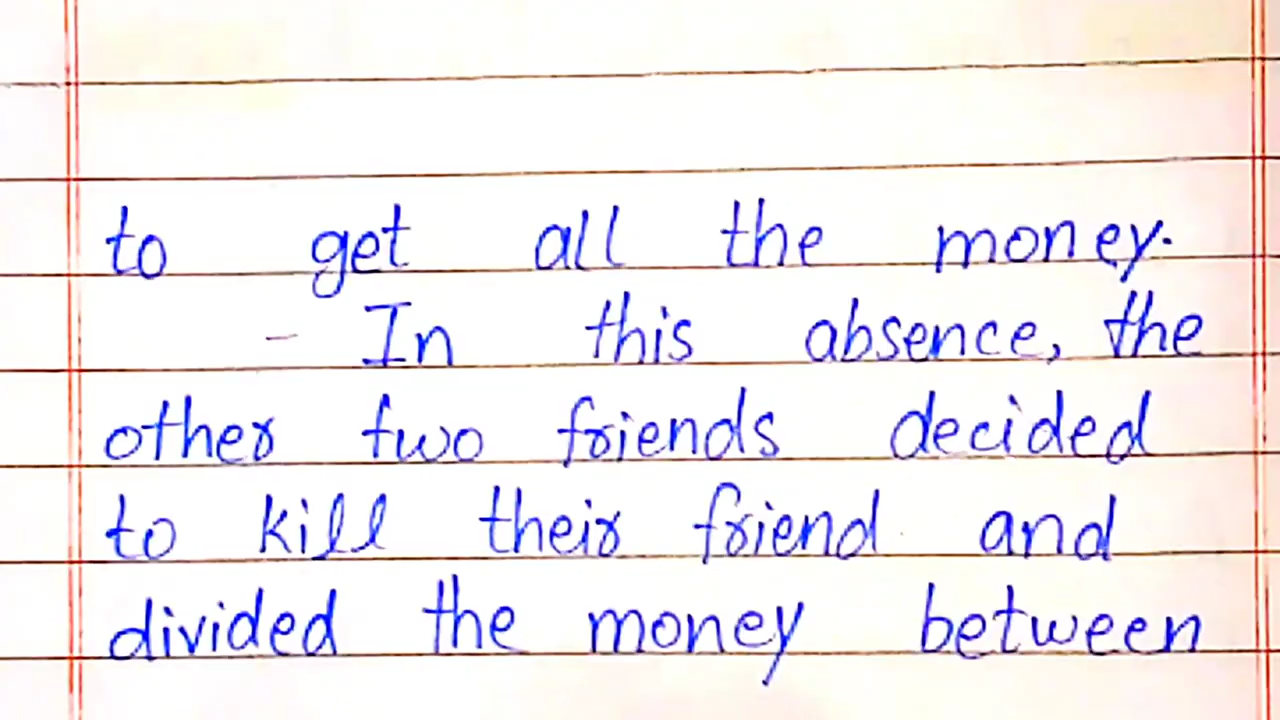 to get all the money.
- In this absence, the
other two friends decided
to kill their friend and
divided the money between